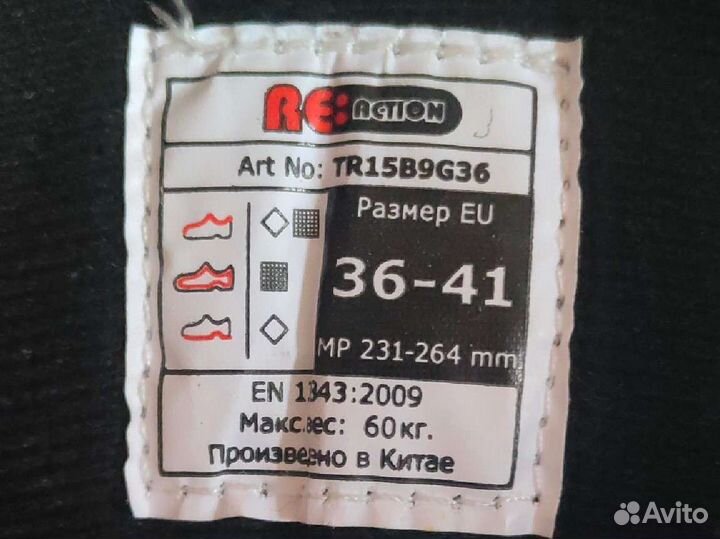 RE:ACTION
Art No: TR15B9G36
Размер EU
36-41
MP 231-264 mm
EN 1343:2009
Макс.вес: 60кг.
Произведено в Китае
Avito